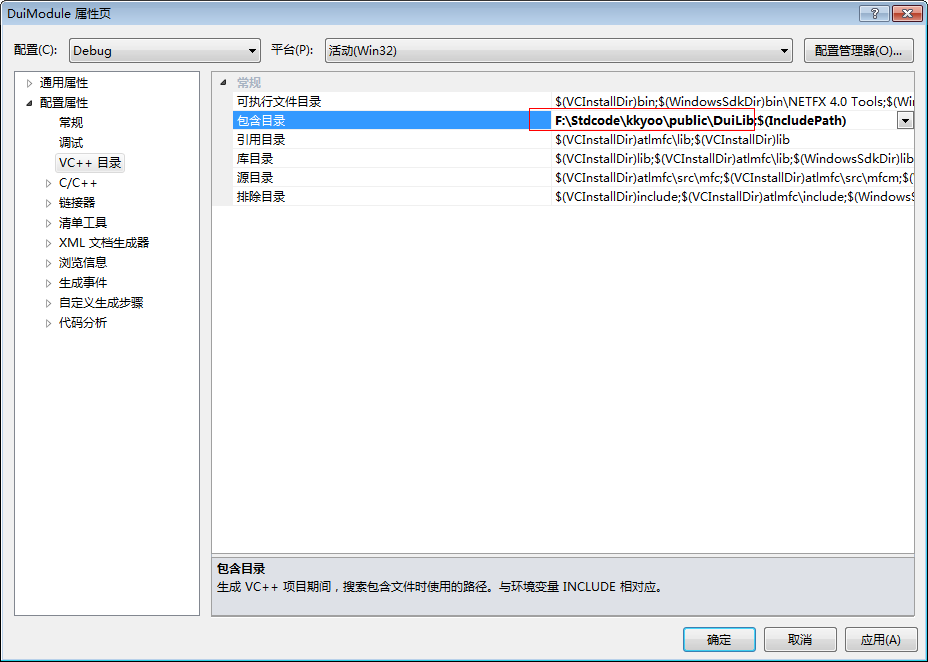 DuiModule 属性页
配置(C): Debug 平台(P): 活动(Win32) 配置管理器(O)...
通用属性
配置属性
常规
调试
VC++ 目录
C/C++
链接器
清单工具
XML 文档生成器
浏览信息
生成事件
自定义生成步骤
代码分析
常规
可执行文件目录 $(VCInstallDir)bin;$(WindowsSdkDir)bin\NETFX 4.0 Tools;$(Wi
包含目录 F:\Stdcode\kkyoo\public\DuiLib;$(IncludePath)
引用目录 $(VCInstallDir)atlmfc\lib;$(VCInstallDir)lib
库目录 $(VCInstallDir)lib;$(VCInstallDir)atlmfc\lib;$(WindowsSdkDir)lib
源目录 $(VCInstallDir)atlmfc\src\mfc;$(VCInstallDir)atlmfc\src\mfcm;$(
排除目录 $(VCInstallDir)include;$(VCInstallDir)atlmfc\include;$(WindowsS
包含目录
生成 VC++ 项目期间，搜索包含文件时使用的路径。与环境变量 INCLUDE 相对应。
确定 取消 应用(A)